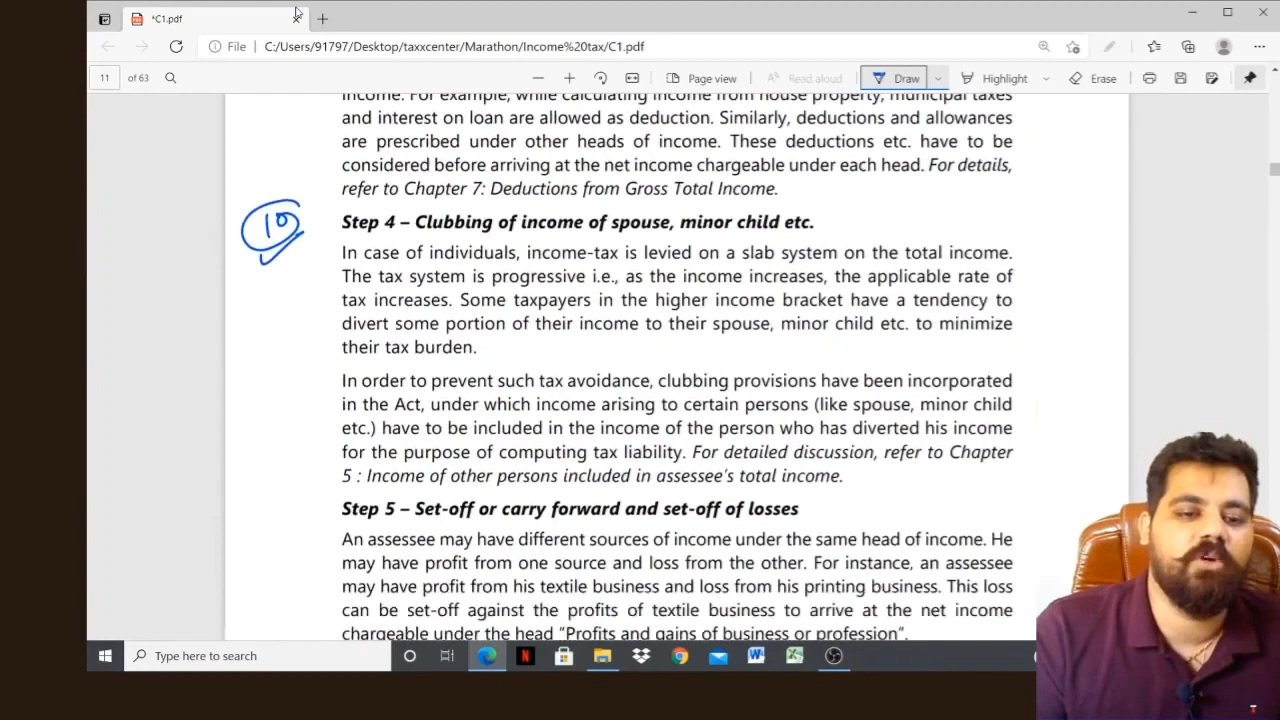 *C1.pdf
File C:/Users/91797/Desktop/taxxcenter/Marathon/Income%20tax/C1.pdf
11 of 63 Page view Read aloud Draw Highlight Erase
income. For example, while calculating income from house property, municipal taxes
and interest on loan are allowed as deduction. Similarly, deductions and allowances
are prescribed under other heads of income. These deductions etc. have to be
considered before arriving at the net income chargeable under each head. For details,
refer to Chapter 7: Deductions from Gross Total Income.
10
Step 4 – Clubbing of income of spouse, minor child etc.
In case of individuals, income-tax is levied on a slab system on the total income.
The tax system is progressive i.e., as the income increases, the applicable rate of
tax increases. Some taxpayers in the higher income bracket have a tendency to
divert some portion of their income to their spouse, minor child etc. to minimize
their tax burden.
In order to prevent such tax avoidance, clubbing provisions have been incorporated
in the Act, under which income arising to certain persons (like spouse, minor child
etc.) have to be included in the income of the person who has diverted his income
for the purpose of computing tax liability. For detailed discussion, refer to Chapter
5 : Income of other persons included in assessee's total income.
Step 5 – Set-off or carry forward and set-off of losses
An assessee may have different sources of income under the same head of income. He
may have profit from one source and loss from the other. For instance, an assessee
may have profit from his textile business and loss from his printing business. This loss
can be set-off against the profits of textile business to arrive at the net income
chargeable under the head "Profits and gains of business or profession".
Type here to search